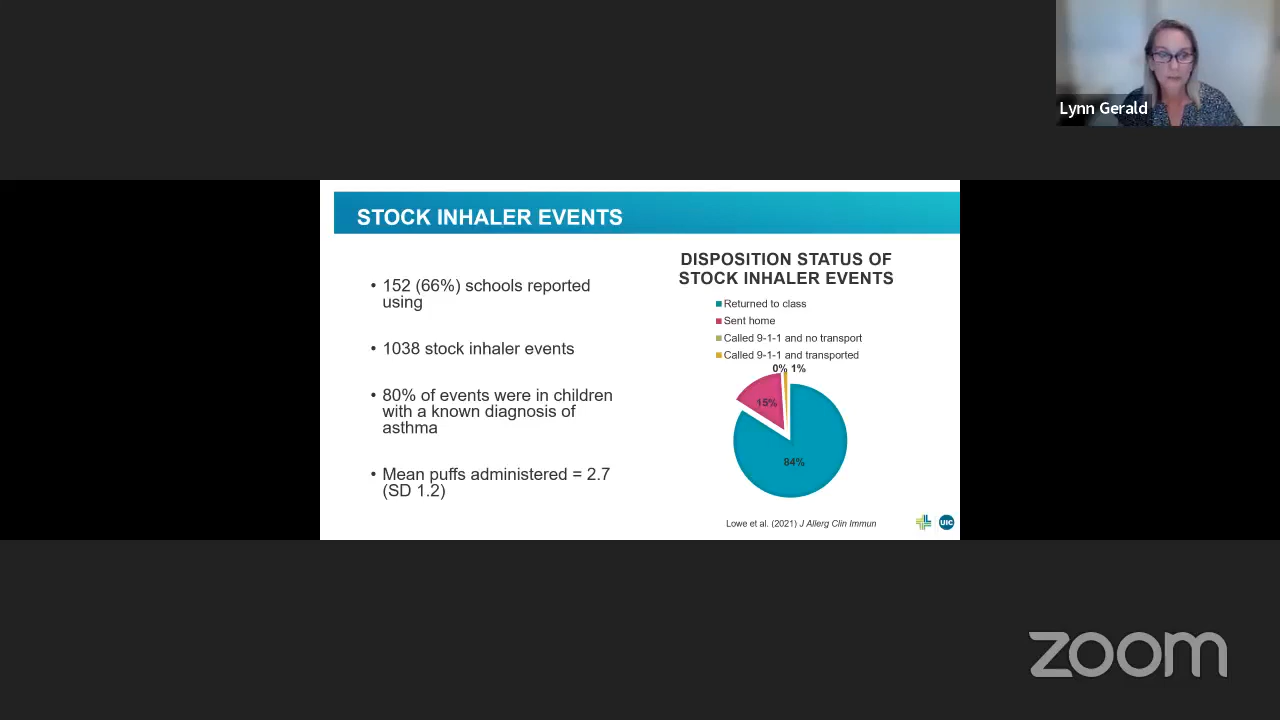 Lynn Gerald
STOCK INHALER EVENTS
• 152 (66%) schools reported
using
• 1038 stock inhaler events
• 80% of events were in children
with a known diagnosis of
asthma
• Mean puffs administered = 2.7
(SD 1.2)
DISPOSITION STATUS OF
STOCK INHALER EVENTS
Returned to class
Sent home
Called 9-1-1 and no transport
Called 9-1-1 and transported
0% 1%
15%
84%
Lowe et al. (2021) J Allerg Clin Immun
UIC
zoom